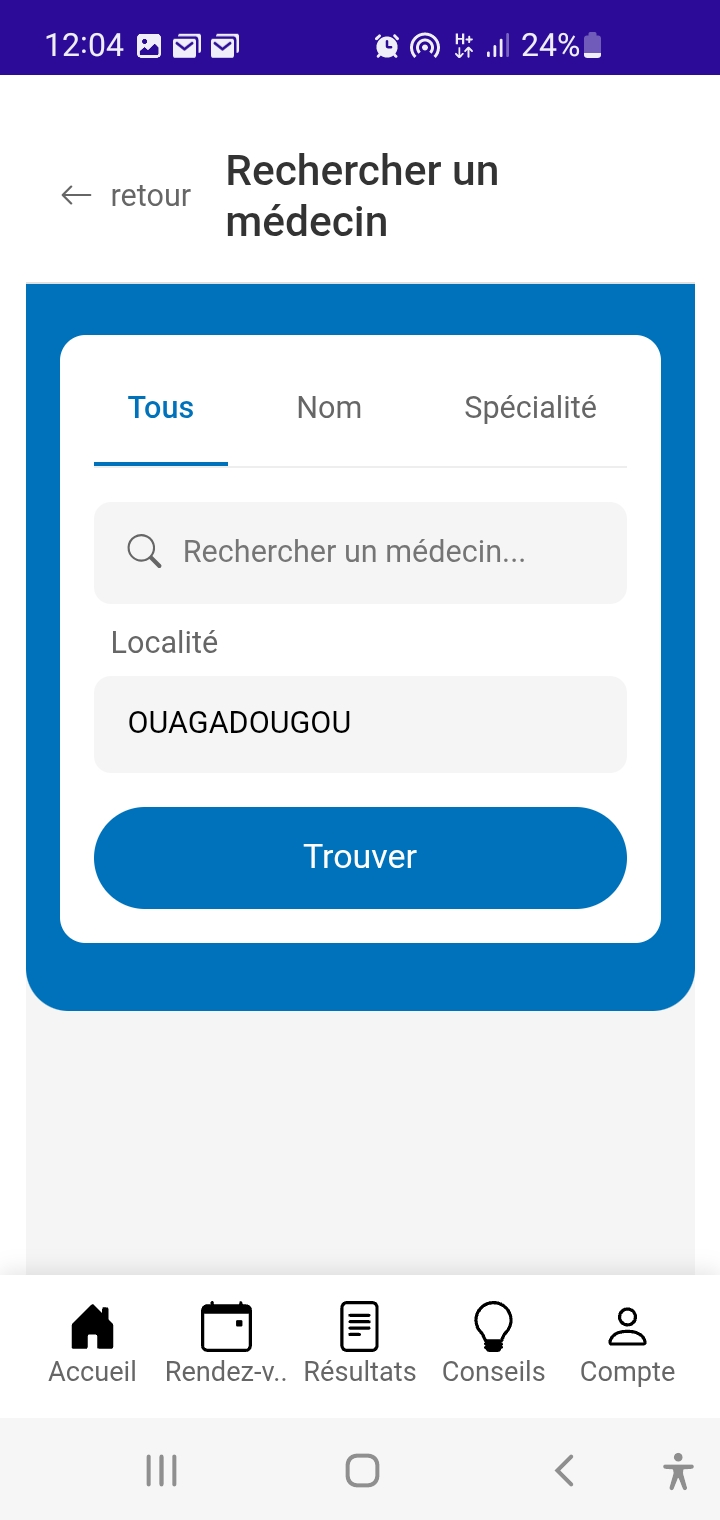 12:04 24%
← retour
Rechercher un
médecin
Tous Nom Spécialité
Rechercher un médecin...
Localité
OUAGADOUGOU
Trouver
Accueil Rendez-v.. Résultats Conseils Compte